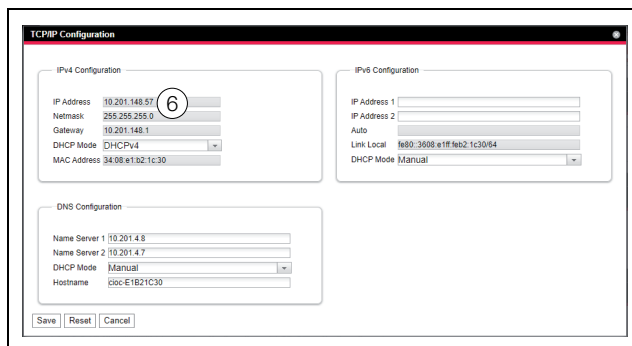 TCP/IP Configuration
IPv4 Configuration
IP Address 10.201.148.57
6
Netmask 255.255.255.0
Gateway 10.201.148.1
DHCP Mode DHCPv4
MAC Address 34:08:e1:b2:1c:30
IPv6 Configuration
IP Address 1
IP Address 2
Auto
Link Local fe80::3608:e1ff:feb2:1c30/64
DHCP Mode Manual
DNS Configuration
Name Server 1 10.201.4.8
Name Server 2 10.201.4.7
DHCP Mode Manual
Hostname cioc-E1B21C30
Save Reset Cancel